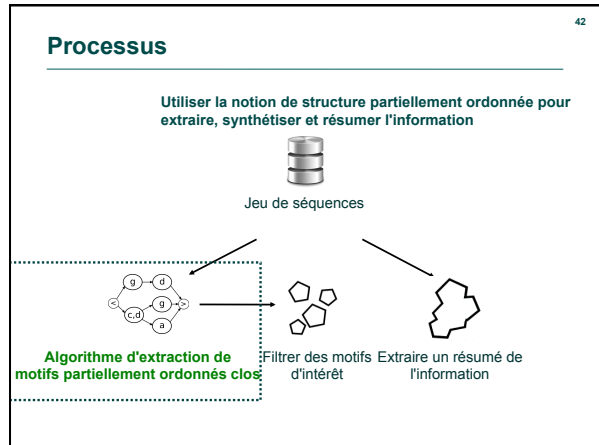 42
Processus
Utiliser la notion de structure partiellement ordonnée pour
extraire, synthétiser et résumer l'information
Jeu de séquences
g d
< g >
c,d
a
Algorithme d'extraction de
motifs partiellement ordonnés clos
Filtrer des motifs
d'intérêt
Extraire un résumé de
l'information